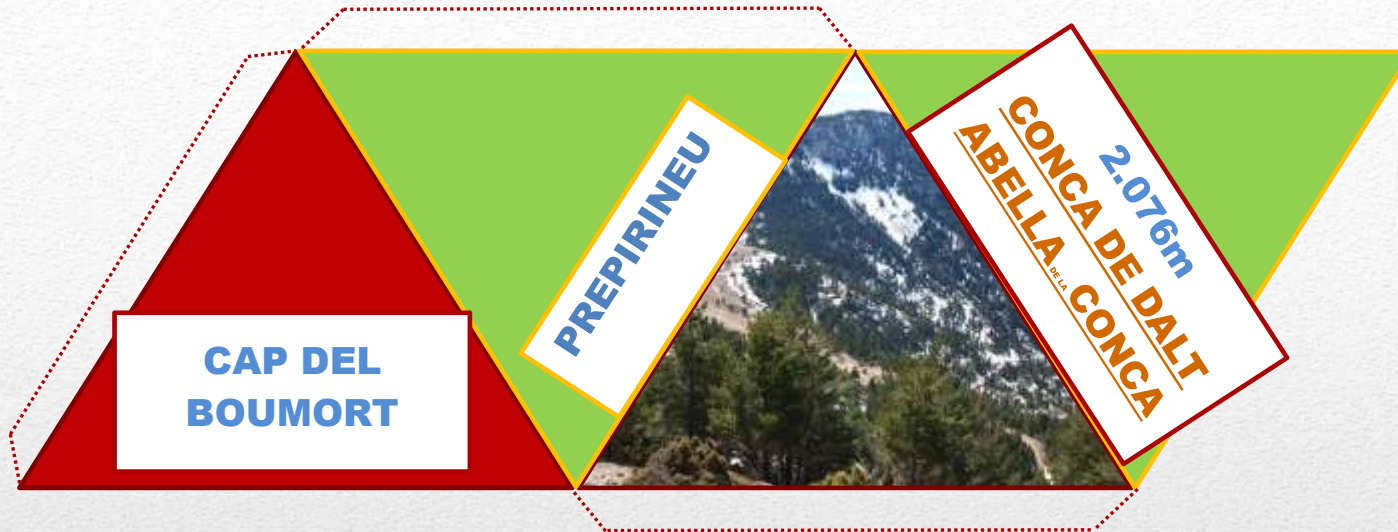 CAP DEL
BOUMORT
PREPIRINEU
2.076m
CONCA DE DALT
ABELLA DE LA CONCA